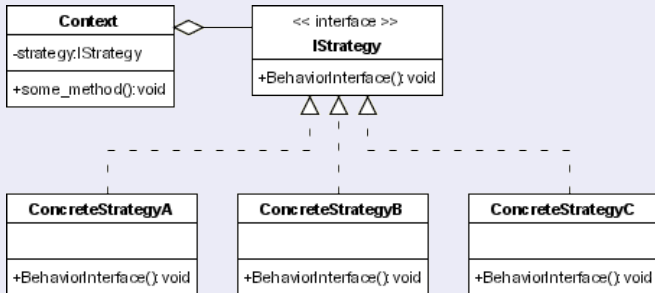 Context
-strategy:IStrategy
+some_method():void
<< interface >>
IStrategy
+BehaviorInterface(): void
ConcreteStrategyA
+BehaviorInterface(): void
ConcreteStrategyB
+BehaviorInterface(): void
ConcreteStrategyC
+BehaviorInterface(): void